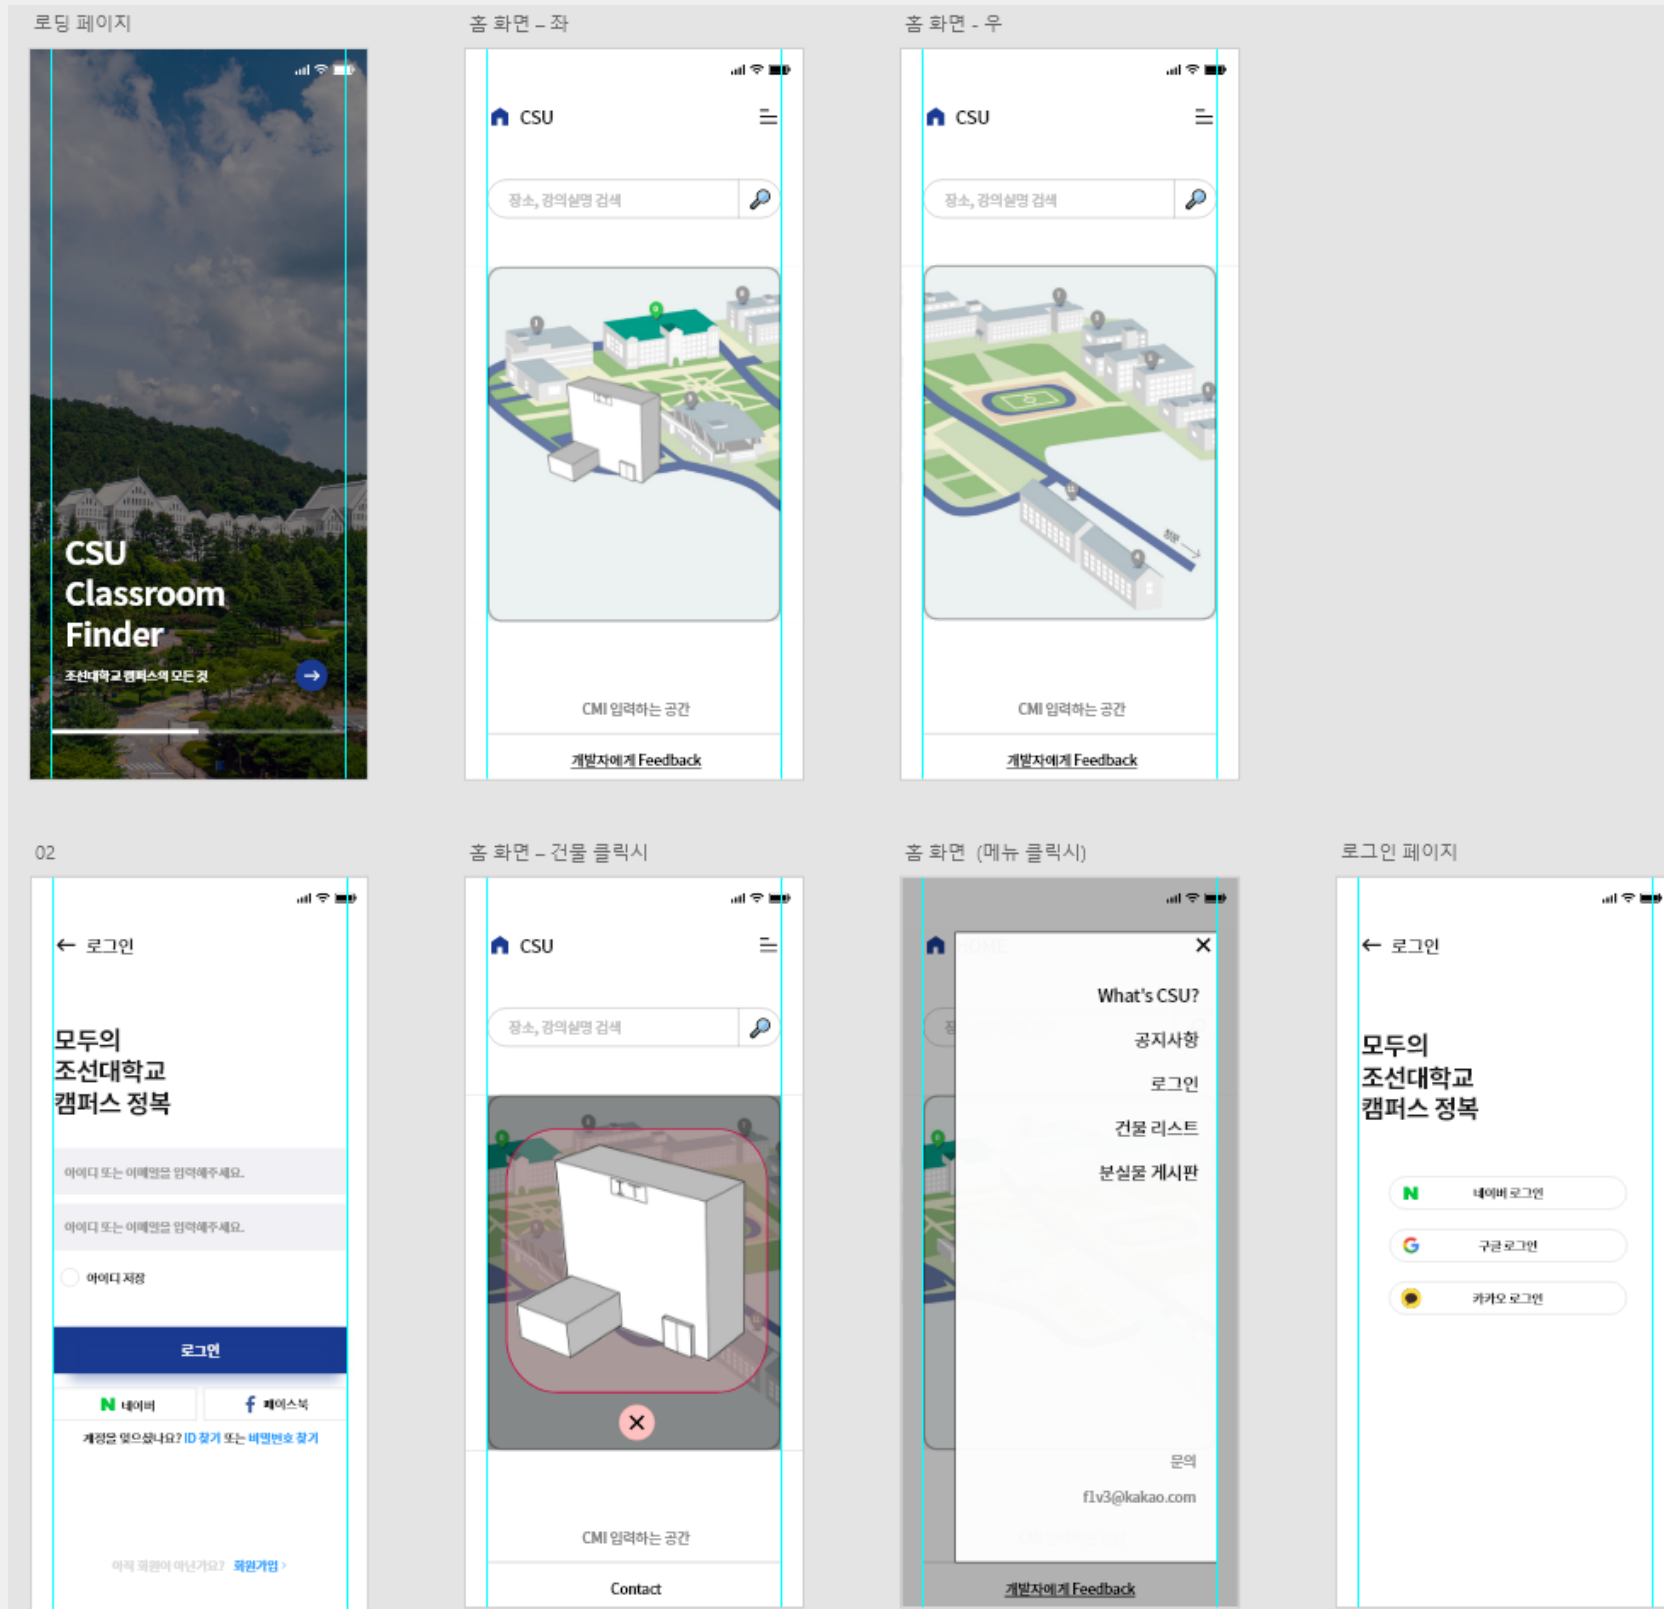 로딩 페이지
홈 화면 – 좌
홈 화면 - 우
CSU
Classroom
Finder
조선대학교 캠퍼스의 모든 것
CSU
장소, 강의실명 검색
CMI 입력하는 공간
개발자에게 Feedback
CSU
장소, 강의실명 검색
정문
CMI 입력하는 공간
개발자에게 Feedback
02
홈 화면 – 건물 클릭시
홈 화면 (메뉴 클릭시)
로그인 페이지
로그인
모두의
조선대학교
캠퍼스 정복
아이디 또는 이메일을 입력해주세요.
아이디 또는 이메일을 입력해주세요.
아이디 저장
로그인
N 네이버
f 페이스북
계정을 잊으셨나요? ID 찾기 또는 비밀번호 찾기
아직 회원이 아닌가요? 회원가입 >
CSU
장소, 강의실명 검색
CMI 입력하는 공간
Contact
HOME
What's CSU?
공지사항
로그인
건물 리스트
분실물 게시판
문의
f1v3@kakao.com
개발자에게 Feedback
로그인
모두의
조선대학교
캠퍼스 정복
N 네이버 로그인
G 구글 로그인
카카오 로그인